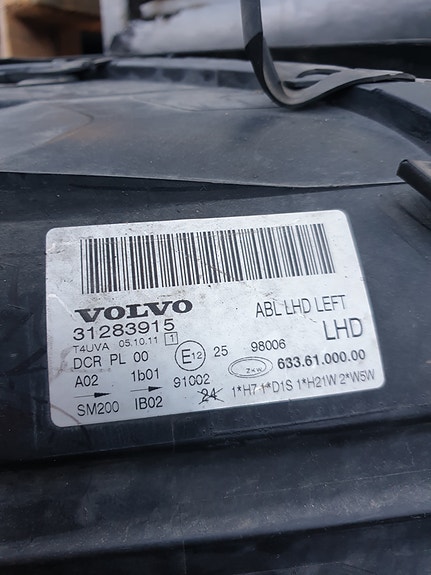 VOLVO ABL LHD LEFT
31283915 LHD
T4UVA 05.10.11 1
DCR PL 00 E12 25 98006
A02 1b01 91002 ZKW 633.61.000.00
SM200 IB02 24 1*H7 1*D1S 1*H21W 2*W5W